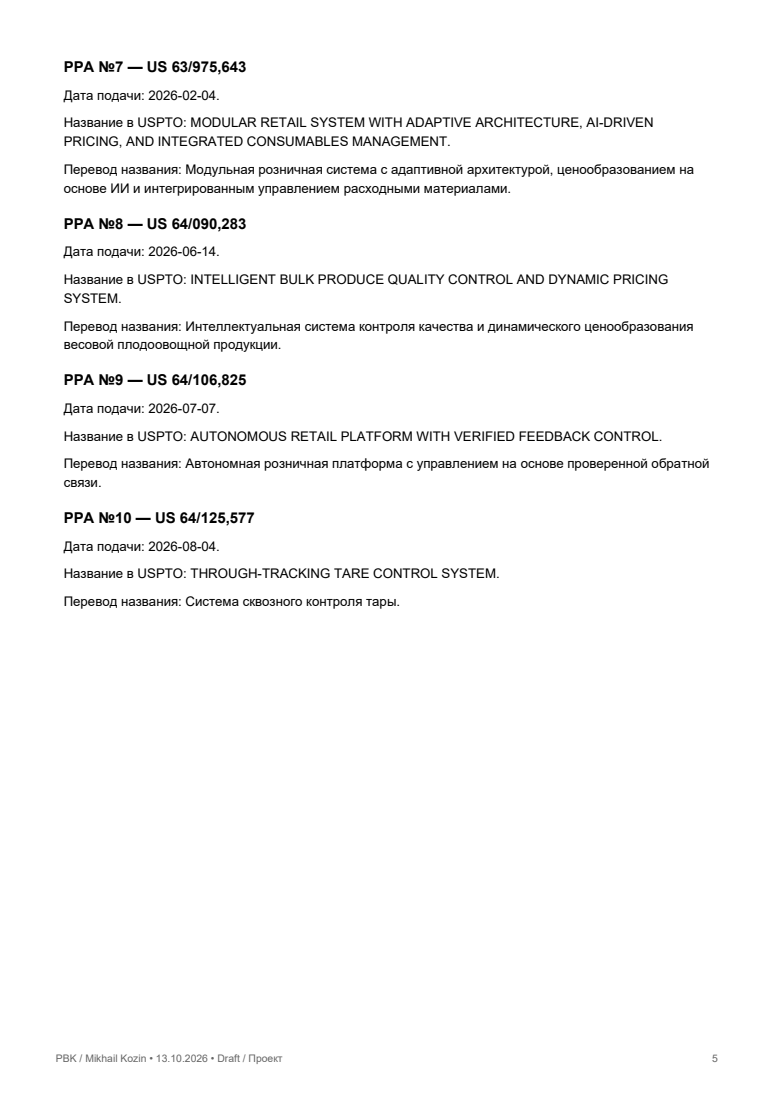 PPA №7 — US 63/975,643
Дата подачи: 2026-02-04.
Название в USPTO: MODULAR RETAIL SYSTEM WITH ADAPTIVE ARCHITECTURE, AI-DRIVEN
PRICING, AND INTEGRATED CONSUMABLES MANAGEMENT.
Перевод названия: Модульная розничная система с адаптивной архитектурой, ценообразованием на
основе ИИ и интегрированным управлением расходными материалами.
PPA №8 — US 64/090,283
Дата подачи: 2026-06-14.
Название в USPTO: INTELLIGENT BULK PRODUCE QUALITY CONTROL AND DYNAMIC PRICING
SYSTEM.
Перевод названия: Интеллектуальная система контроля качества и динамического ценообразования
весовой плодоовощной продукции.
PPA №9 — US 64/106,825
Дата подачи: 2026-07-07.
Название в USPTO: AUTONOMOUS RETAIL PLATFORM WITH VERIFIED FEEDBACK CONTROL.
Перевод названия: Автономная розничная платформа с управлением на основе проверенной обратной
связи.
PPA №10 — US 64/125,577
Дата подачи: 2026-08-04.
Название в USPTO: THROUGH-TRACKING TARE CONTROL SYSTEM.
Перевод названия: Система сквозного контроля тары.
PBK / Mikhail Kozin • 13.10.2026 • Draft / Проект
5